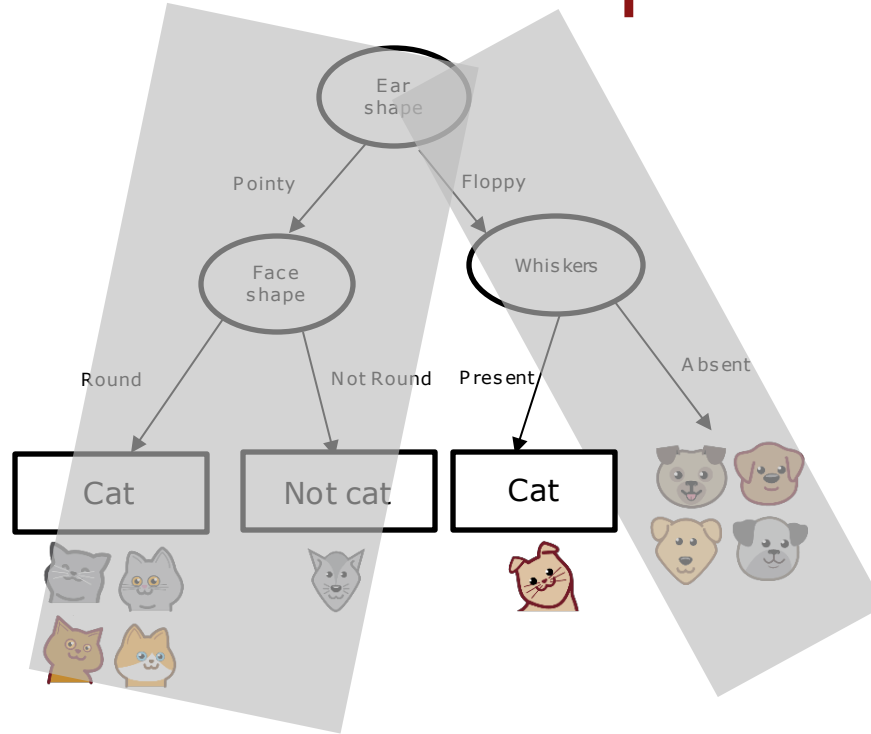 Ear
shape
Pointy
Floppy
Face
shape
Whiskers
Round
Not Round
Present
Absent
Cat
Not cat
Cat